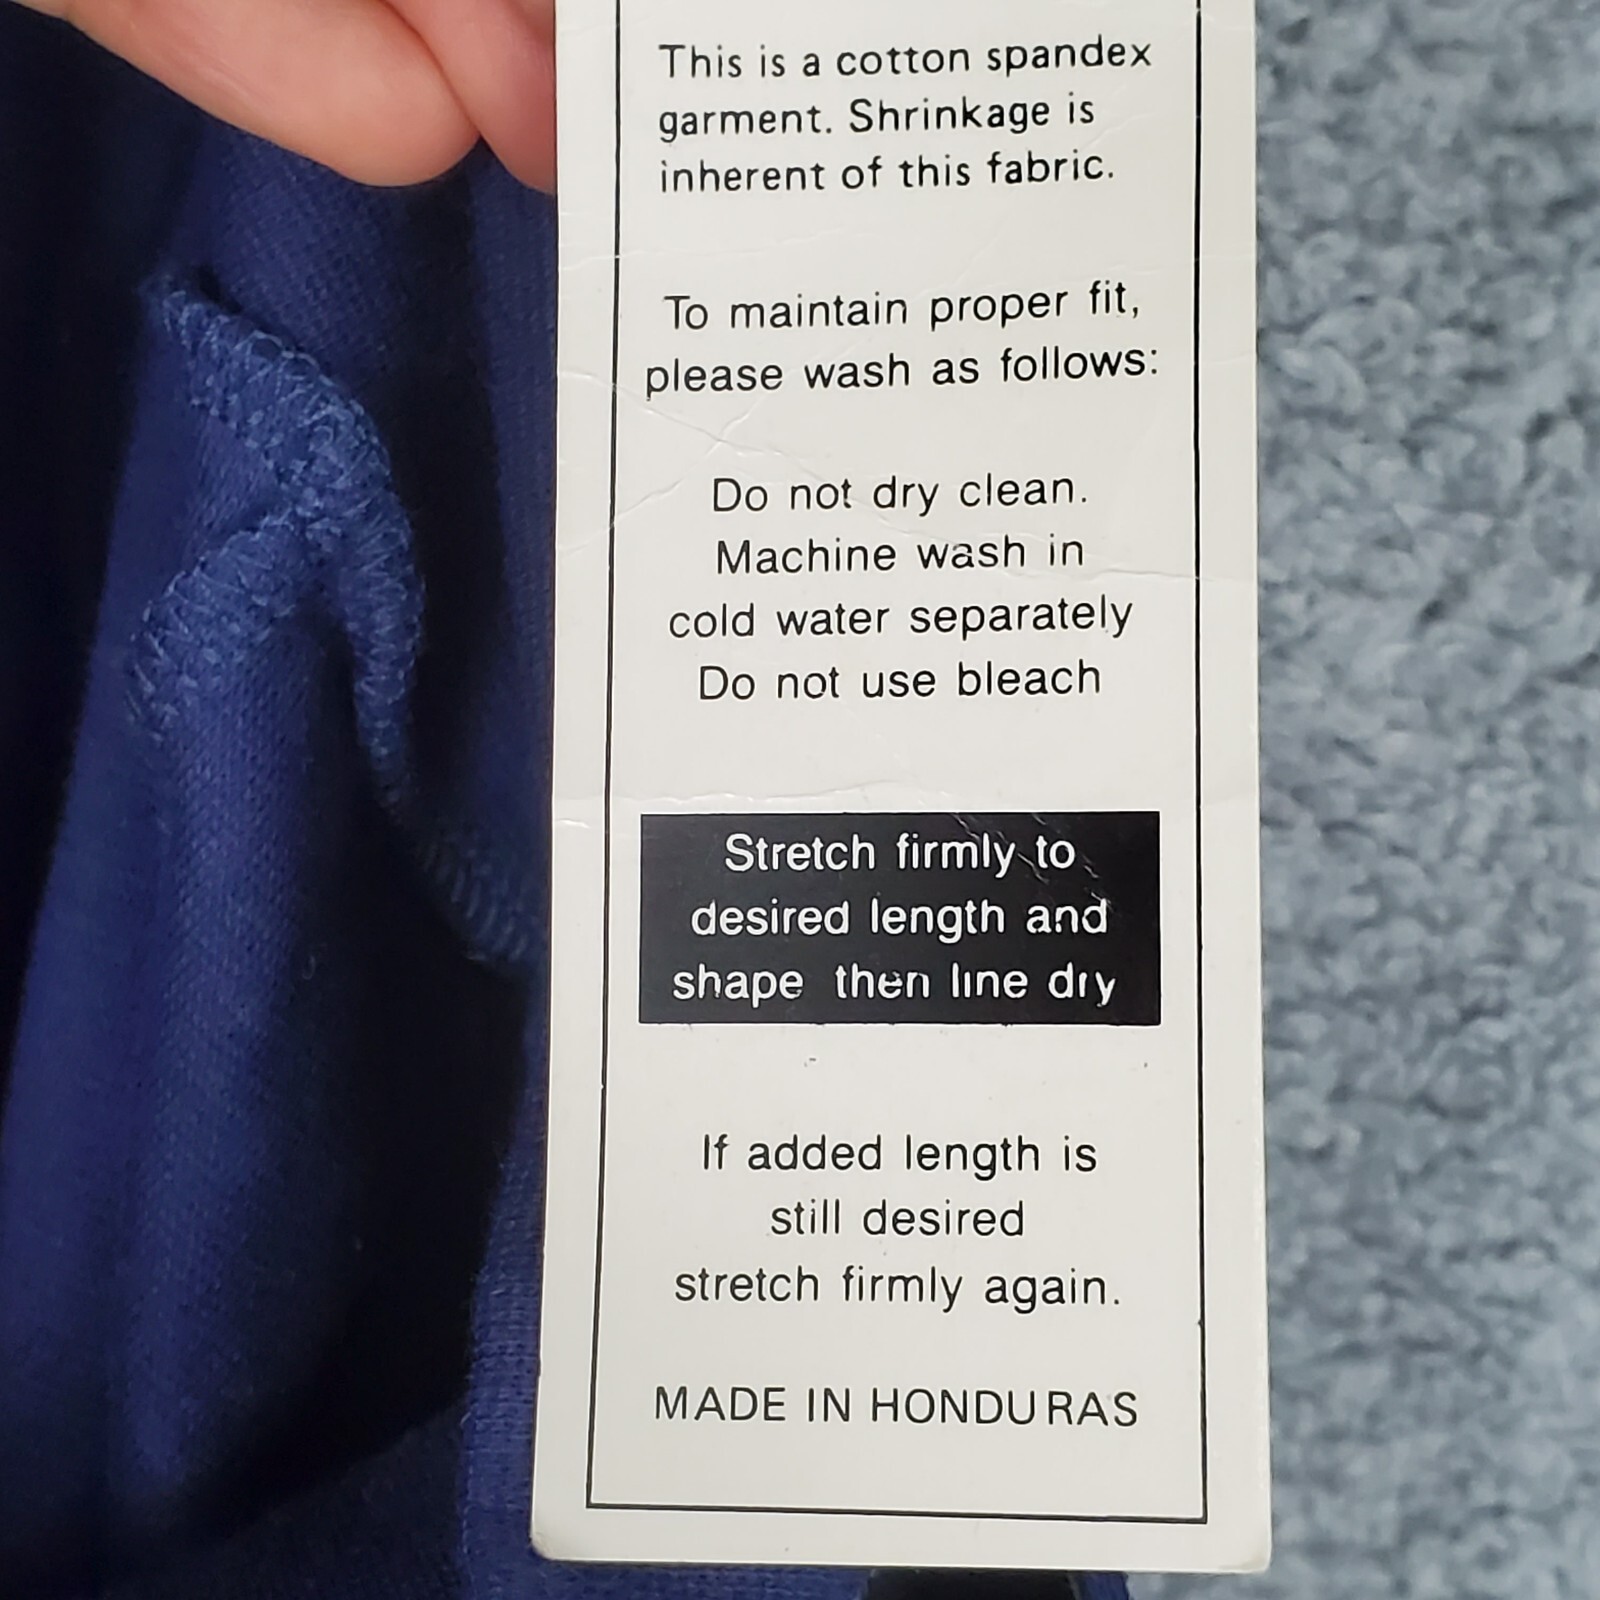 This is a cotton spandex
garment. Shrinkage is
inherent of this fabric.
To maintain proper fit,
please wash as follows:
Do not dry clean.
Machine wash in
cold water separately
Do not use bleach
Stretch firmly to
desired length and
shape then line dry
If added length is
still desired
stretch firmly again.
MADE IN HONDURAS